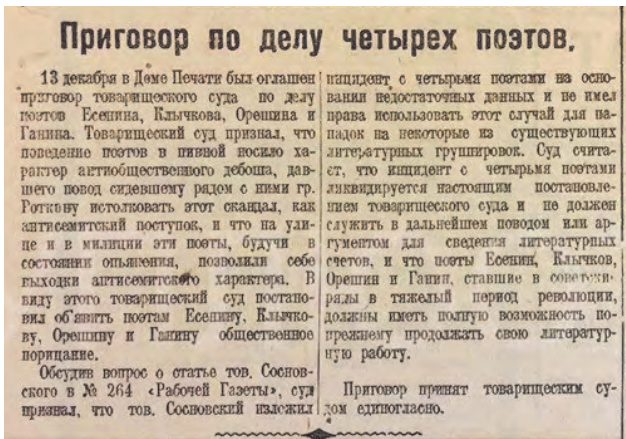 Приговор по делу четырех поэтов.
13 декабря в Доме Печати был оглашен
приговор товарищеского суда по делу
поэтов Есенина, Клычкова, Орешина и
Ганина. Товарищеский суд признал, что
поведение поэтов в пивной носило ха-
рактер антиобщественного дебоша, дав-
шего повод сидевшему рядом с ними гр.
Роткину истолковать этот скандал, как
антисемитский поступок, и что на ули-
це и в милиции эти поэты, будучи в
состоянии опьянения, позволили себе
выходки антисемитского характера. В
виду этого товарищеский суд постано-
вил об'явить поэтам Есенину, Клычко-
ву, Орешину и Ганину общественное
порицание.
Обсудив вопрос о статье тов. Соснов-
ского в № 264 «Рабочей Газеты», суд
признал, что тов. Сосновский изложил
инцидент с четырьмя поэтами на осно-
вании недостаточных данных и не имел
права использовать этот случай для на-
падок на некоторые из существующих
литературных группировок. Суд счита-
ет, что инцидент с четырьмя поэтами
ликвидируется настоящим постановле-
нием товарищеского суда и не должен
служить в дальнейшем поводом или ар-
гументом для сведения литературных
счетов, и что поэты Есенин, Клычков,
Орешин и Ганин, ставшие в советски-
ряды в тяжелый период революции,
должны иметь полную возможность по-
прежнему продолжать свою литератур-
ную работу.
Приговор принят товарищеским су-
дом единогласно.